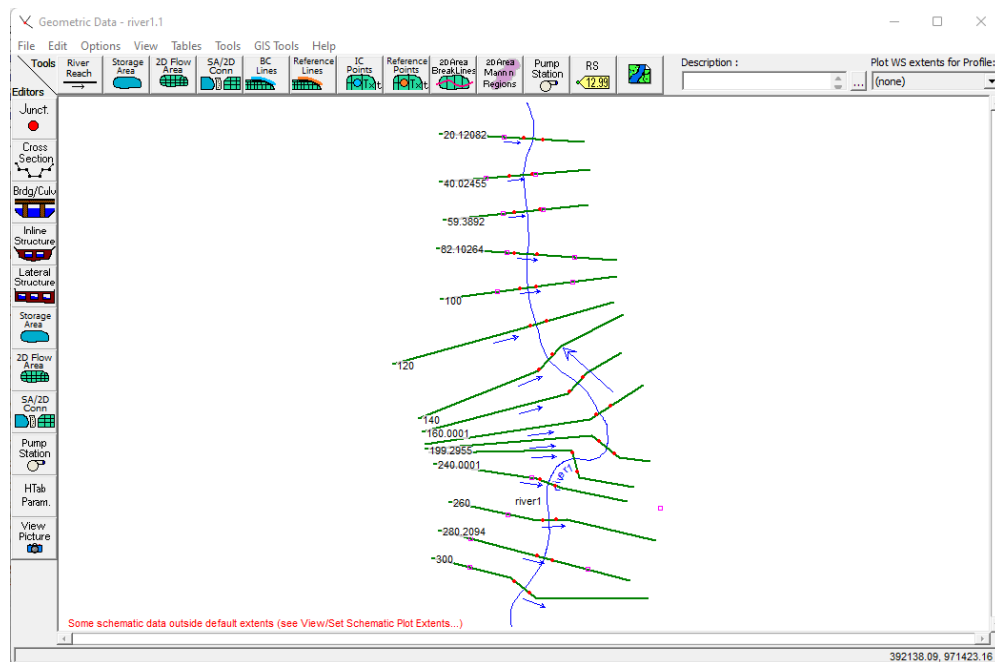 Geometric Data - river1.1
File Edit Options View Tables Tools GIS Tools Help
Tools
Editors
River
Reach
Storage
Area
2D Flow
Area
SA/2D
Conn
BC
Lines
Reference
Lines
IC
Points
Reference
Points
2D Area
BreakLines
2D Area
Mann n
Regions
Pump
Station
RS
12.99
Description :
...
Plot WS extents for Profile:
(none)
Junct.
Cross
Section
Brdg/Culv
Inline
Structure
Lateral
Structure
Storage
Area
2D Flow
Area
SA/2D
Conn
Pump
Station
HTab
Param.
View
Picture
20.12082
40.02455
59.3892
82.10264
100
120
140
160.0001
199.2955
240.0001
260
280.2094
300
river1
Some schematic data outside default extents (see View/Set Schematic Plot Extents...)
392138.09, 971423.16